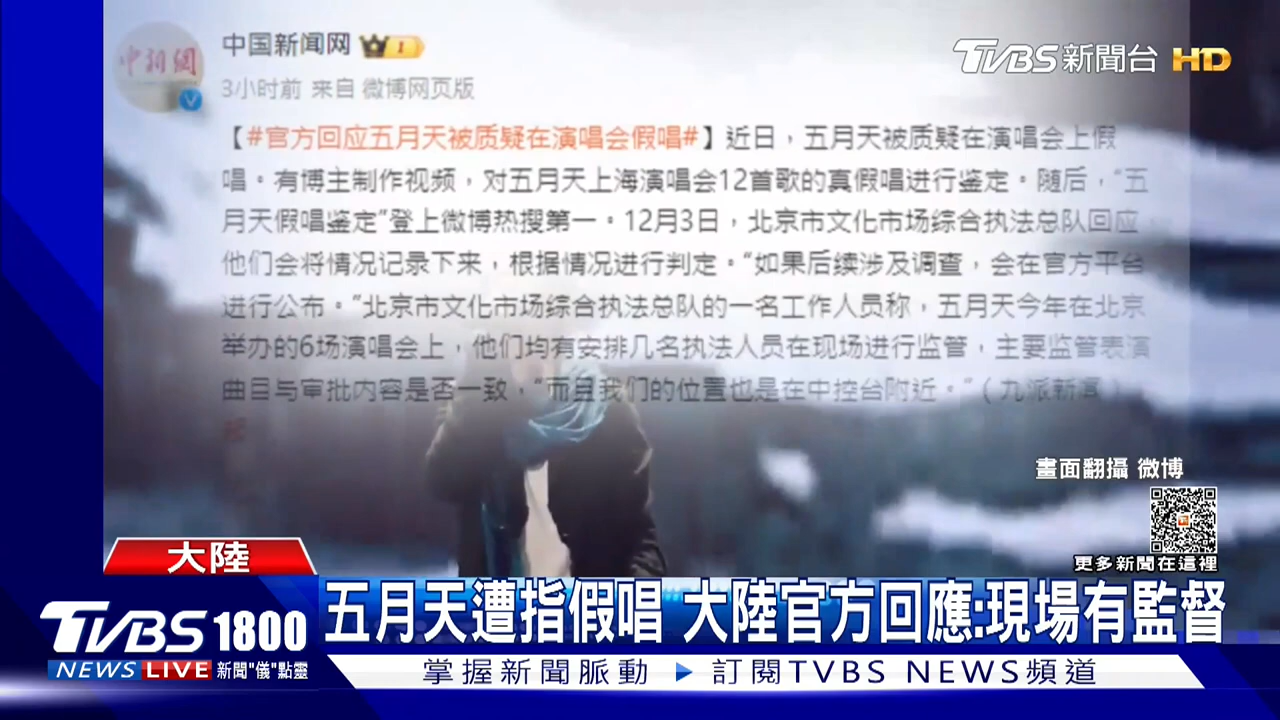 中国新闻网
1
TVBS新聞台 HD
中新網
3小时前 来自 微博网页版
【#官方回应五月天被质疑在演唱会假唱#】近日，五月天被质疑在演唱会上假
唱。有博主制作视频，对五月天上海演唱会12首歌的真假唱进行鉴定。随后，“五
月天假唱鉴定”登上微博热搜第一。12月3日，北京市文化市场综合执法总队回应，
他们会将情况记录下来，根据情况进行判定。“如果后续涉及调查，会在官方平台
进行公布。”北京市文化市场综合执法总队的一名工作人员称，五月天今年在北京
举办的6场演唱会上，他们均有安排几名执法人员在现场进行监管，主要监管表演
曲目与审批内容是否一致，“而且我们的位置也是在中控台附近。”（九派新闻）
畫面翻攝 微博
更多新聞在這裡
大陸
五月天遭指假唱 大陸官方回應:現場有監督
TVBS 1800
NEWS LIVE 新聞"儀"點靈
掌握新聞脈動 ▶ 訂閱TVBS NEWS頻道